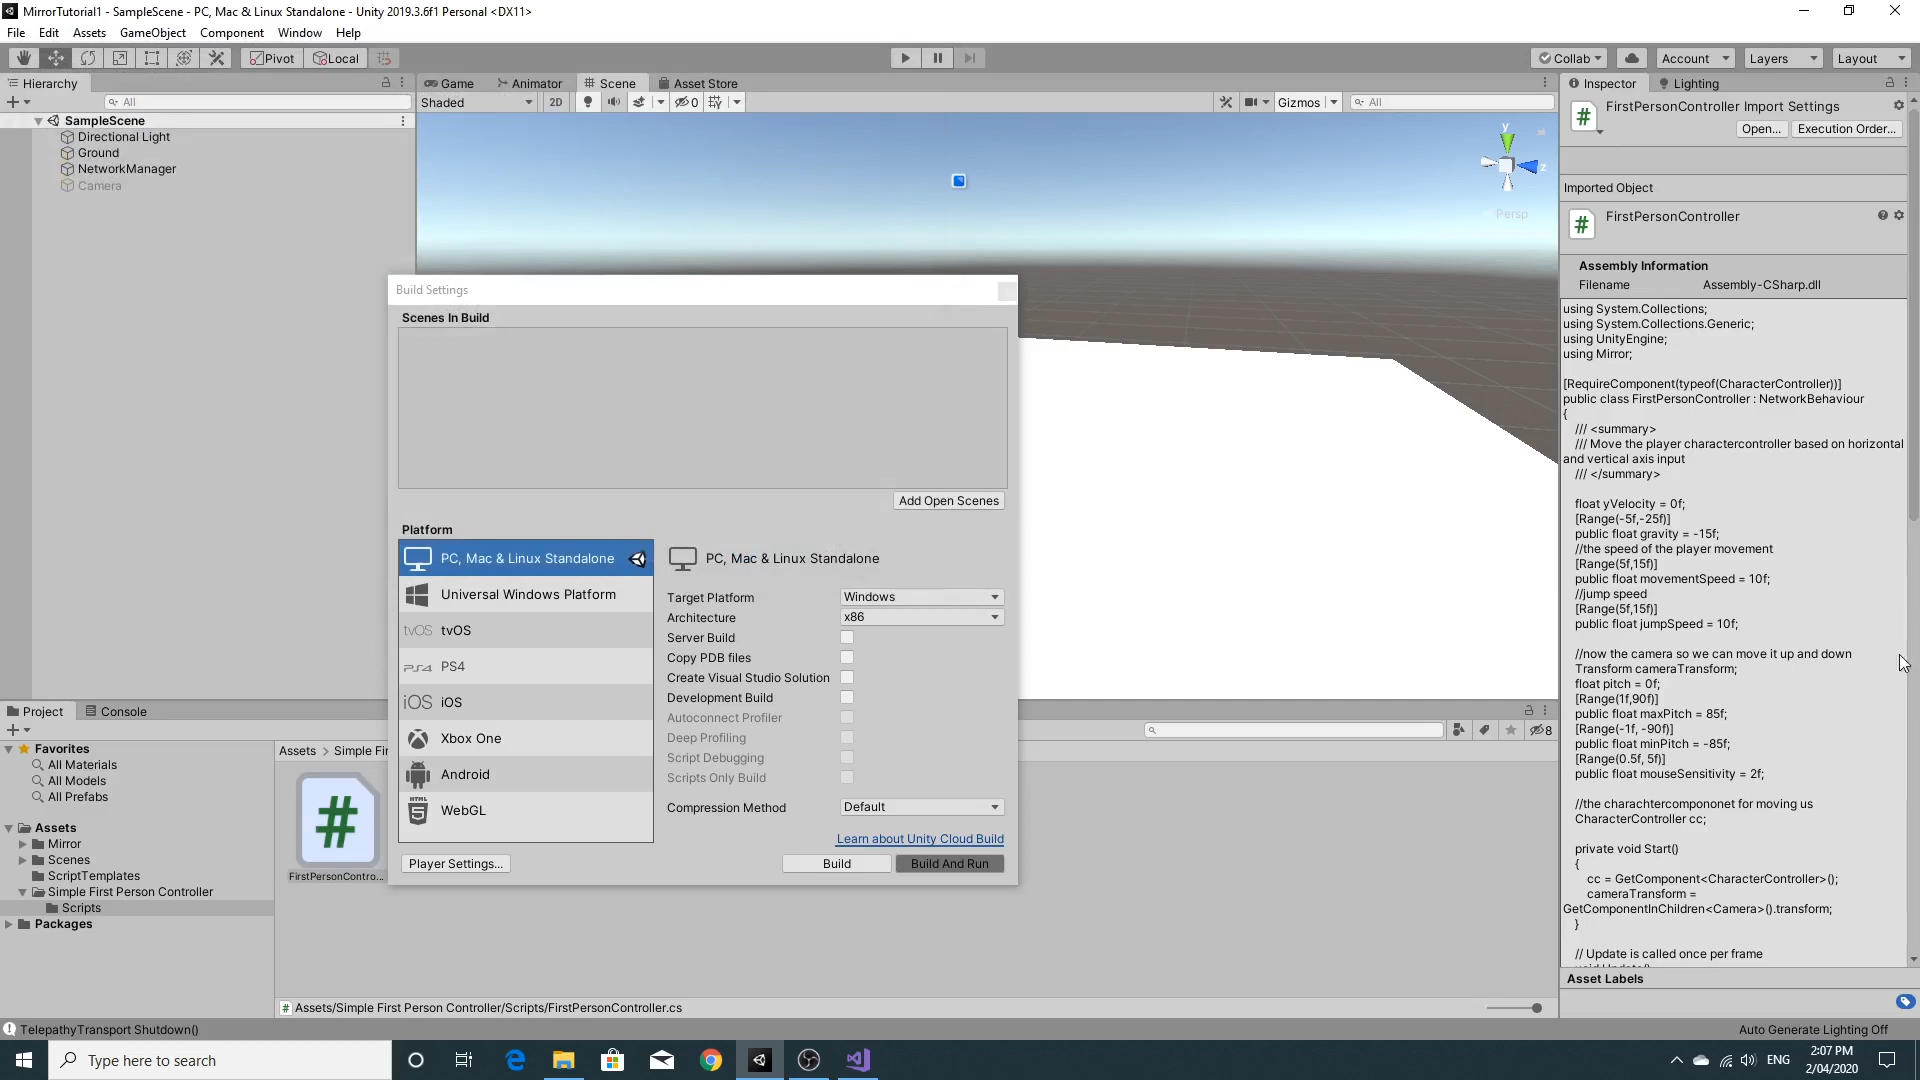 MirrorTutorial1 - SampleScene - PC, Mac & Linux Standalone - Unity 2019.3.6f1 Personal <DX11>
File Edit Assets GameObject Component Window Help
Pivot Local Collab Account Layers Layout
Hierarchy
All
SampleScene
Directional Light
Ground
NetworkManager
Camera
Game Animator Scene Asset Store
Shaded 2D 0 Gizmos All
y
z
Persp
Build Settings
Scenes In Build
Add Open Scenes
Platform
PC, Mac & Linux Standalone
Universal Windows Platform
tvOS tvOS
PS4 PS4
iOS iOS
Xbox One
Android
HTML 5 WebGL
Player Settings...
PC, Mac & Linux Standalone
Target Platform Windows
Architecture x86
Server Build
Copy PDB files
Create Visual Studio Solution
Development Build
Autoconnect Profiler
Deep Profiling
Script Debugging
Scripts Only Build
Compression Method Default
Learn about Unity Cloud Build
Build Build And Run
Inspector Lighting
FirstPersonController Import Settings
Open... Execution Order...
Imported Object
FirstPersonController
Assembly Information
Filename Assembly-CSharp.dll
using System.Collections;
using System.Collections.Generic;
using UnityEngine;
using Mirror;
[RequireComponent(typeof(CharacterController))]
public class FirstPersonController : NetworkBehaviour
{
/// <summary>
/// Move the player charactercontroller based on horizontal
and vertical axis input
/// </summary>
float yVelocity = 0f;
[Range(-5f,-25f)]
public float gravity = -15f;
//the speed of the player movement
[Range(5f,15f)]
public float movementSpeed = 10f;
//jump speed
[Range(5f,15f)]
public float jumpSpeed = 10f;
//now the camera so we can move it up and down
Transform cameraTransform;
float pitch = 0f;
[Range(1f,90f)]
public float maxPitch = 85f;
[Range(-1f, -90f)]
public float minPitch = -85f;
[Range(0.5f, 5f)]
public float mouseSensitivity = 2f;
//the charachtercompononet for moving us
CharacterController cc;
private void Start()
{
cc = GetComponent<CharacterController>();
cameraTransform =
GetComponentInChildren<Camera>().transform;
}
// Update is called once per frame
void Update()
Asset Labels
Project Console
8
Favorites
All Materials
All Models
All Prefabs
Assets
Mirror
Scenes
ScriptTemplates
Simple First Person Controller
Scripts
Packages
Assets > Simple Fir
FirstPersonContro...
Assets/Simple First Person Controller/Scripts/FirstPersonController.cs
TelepathyTransport Shutdown()
Auto Generate Lighting Off
Type here to search
ENG
2:07 PM
2/04/2020